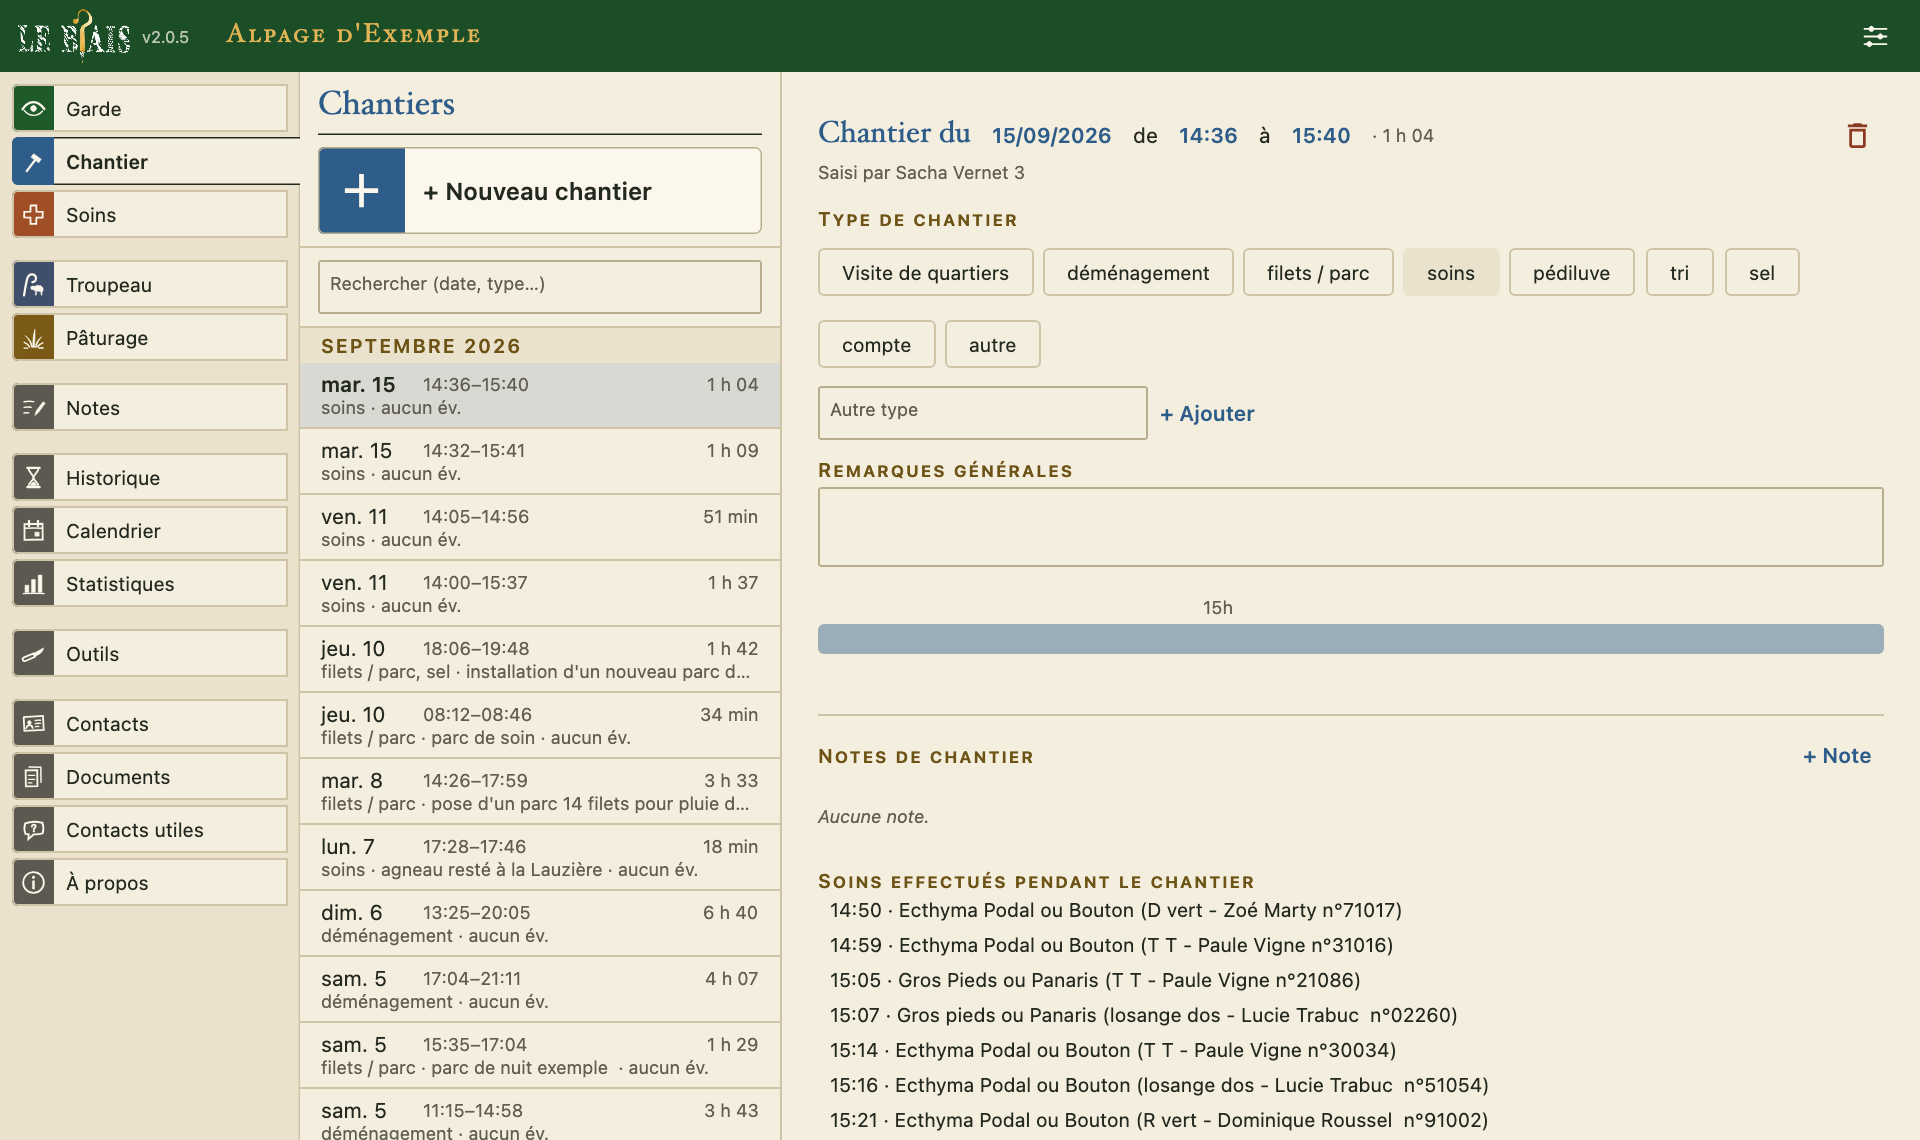 LE BIAIS v2.0.5 Alpage d'Exemple
Garde
Chantier
Soins
Troupeau
Pâturage
Notes
Historique
Calendrier
Statistiques
Outils
Contacts
Documents
Contacts utiles
À propos
Chantiers
+ Nouveau chantier
Rechercher (date, type…)
SEPTEMBRE 2026
mar. 15 14:36–15:40 1 h 04
soins · aucun év.
mar. 15 14:32–15:41 1 h 09
soins · aucun év.
ven. 11 14:05–14:56 51 min
soins · aucun év.
ven. 11 14:00–15:37 1 h 37
soins · aucun év.
jeu. 10 18:06–19:48 1 h 42
filets / parc, sel · installation d'un nouveau parc d…
jeu. 10 08:12–08:46 34 min
filets / parc · parc de soin · aucun év.
mar. 8 14:26–17:59 3 h 33
filets / parc · pose d'un parc 14 filets pour pluie d…
lun. 7 17:28–17:46 18 min
soins · agneau resté à la Lauzière · aucun év.
dim. 6 13:25–20:05 6 h 40
déménagement · aucun év.
sam. 5 17:04–21:11 4 h 07
déménagement · aucun év.
sam. 5 15:35–17:04 1 h 29
filets / parc · parc de nuit exemple · aucun év.
sam. 5 11:15–14:58 3 h 43
déménagement · aucun év.
Chantier du 15/09/2026 de 14:36 à 15:40 · 1 h 04
Saisi par Sacha Vernet 3
Type de chantier
Visite de quartiers déménagement filets / parc soins pédiluve tri sel
compte autre
Autre type + Ajouter
Remarques générales
15h
Notes de chantier + Note
Aucune note.
Soins effectués pendant le chantier
14:50 · Ecthyma Podal ou Bouton (D vert - Zoé Marty n°71017)
14:59 · Ecthyma Podal ou Bouton (T T - Paule Vigne n°31016)
15:05 · Gros Pieds ou Panaris (T T - Paule Vigne n°21086)
15:07 · Gros pieds ou Panaris (losange dos - Lucie Trabuc n°02260)
15:14 · Ecthyma Podal ou Bouton (T T - Paule Vigne n°30034)
15:16 · Ecthyma Podal ou Bouton (losange dos - Lucie Trabuc n°51054)
15:21 · Ecthyma Podal ou Bouton (R vert - Dominique Roussel n°91002)